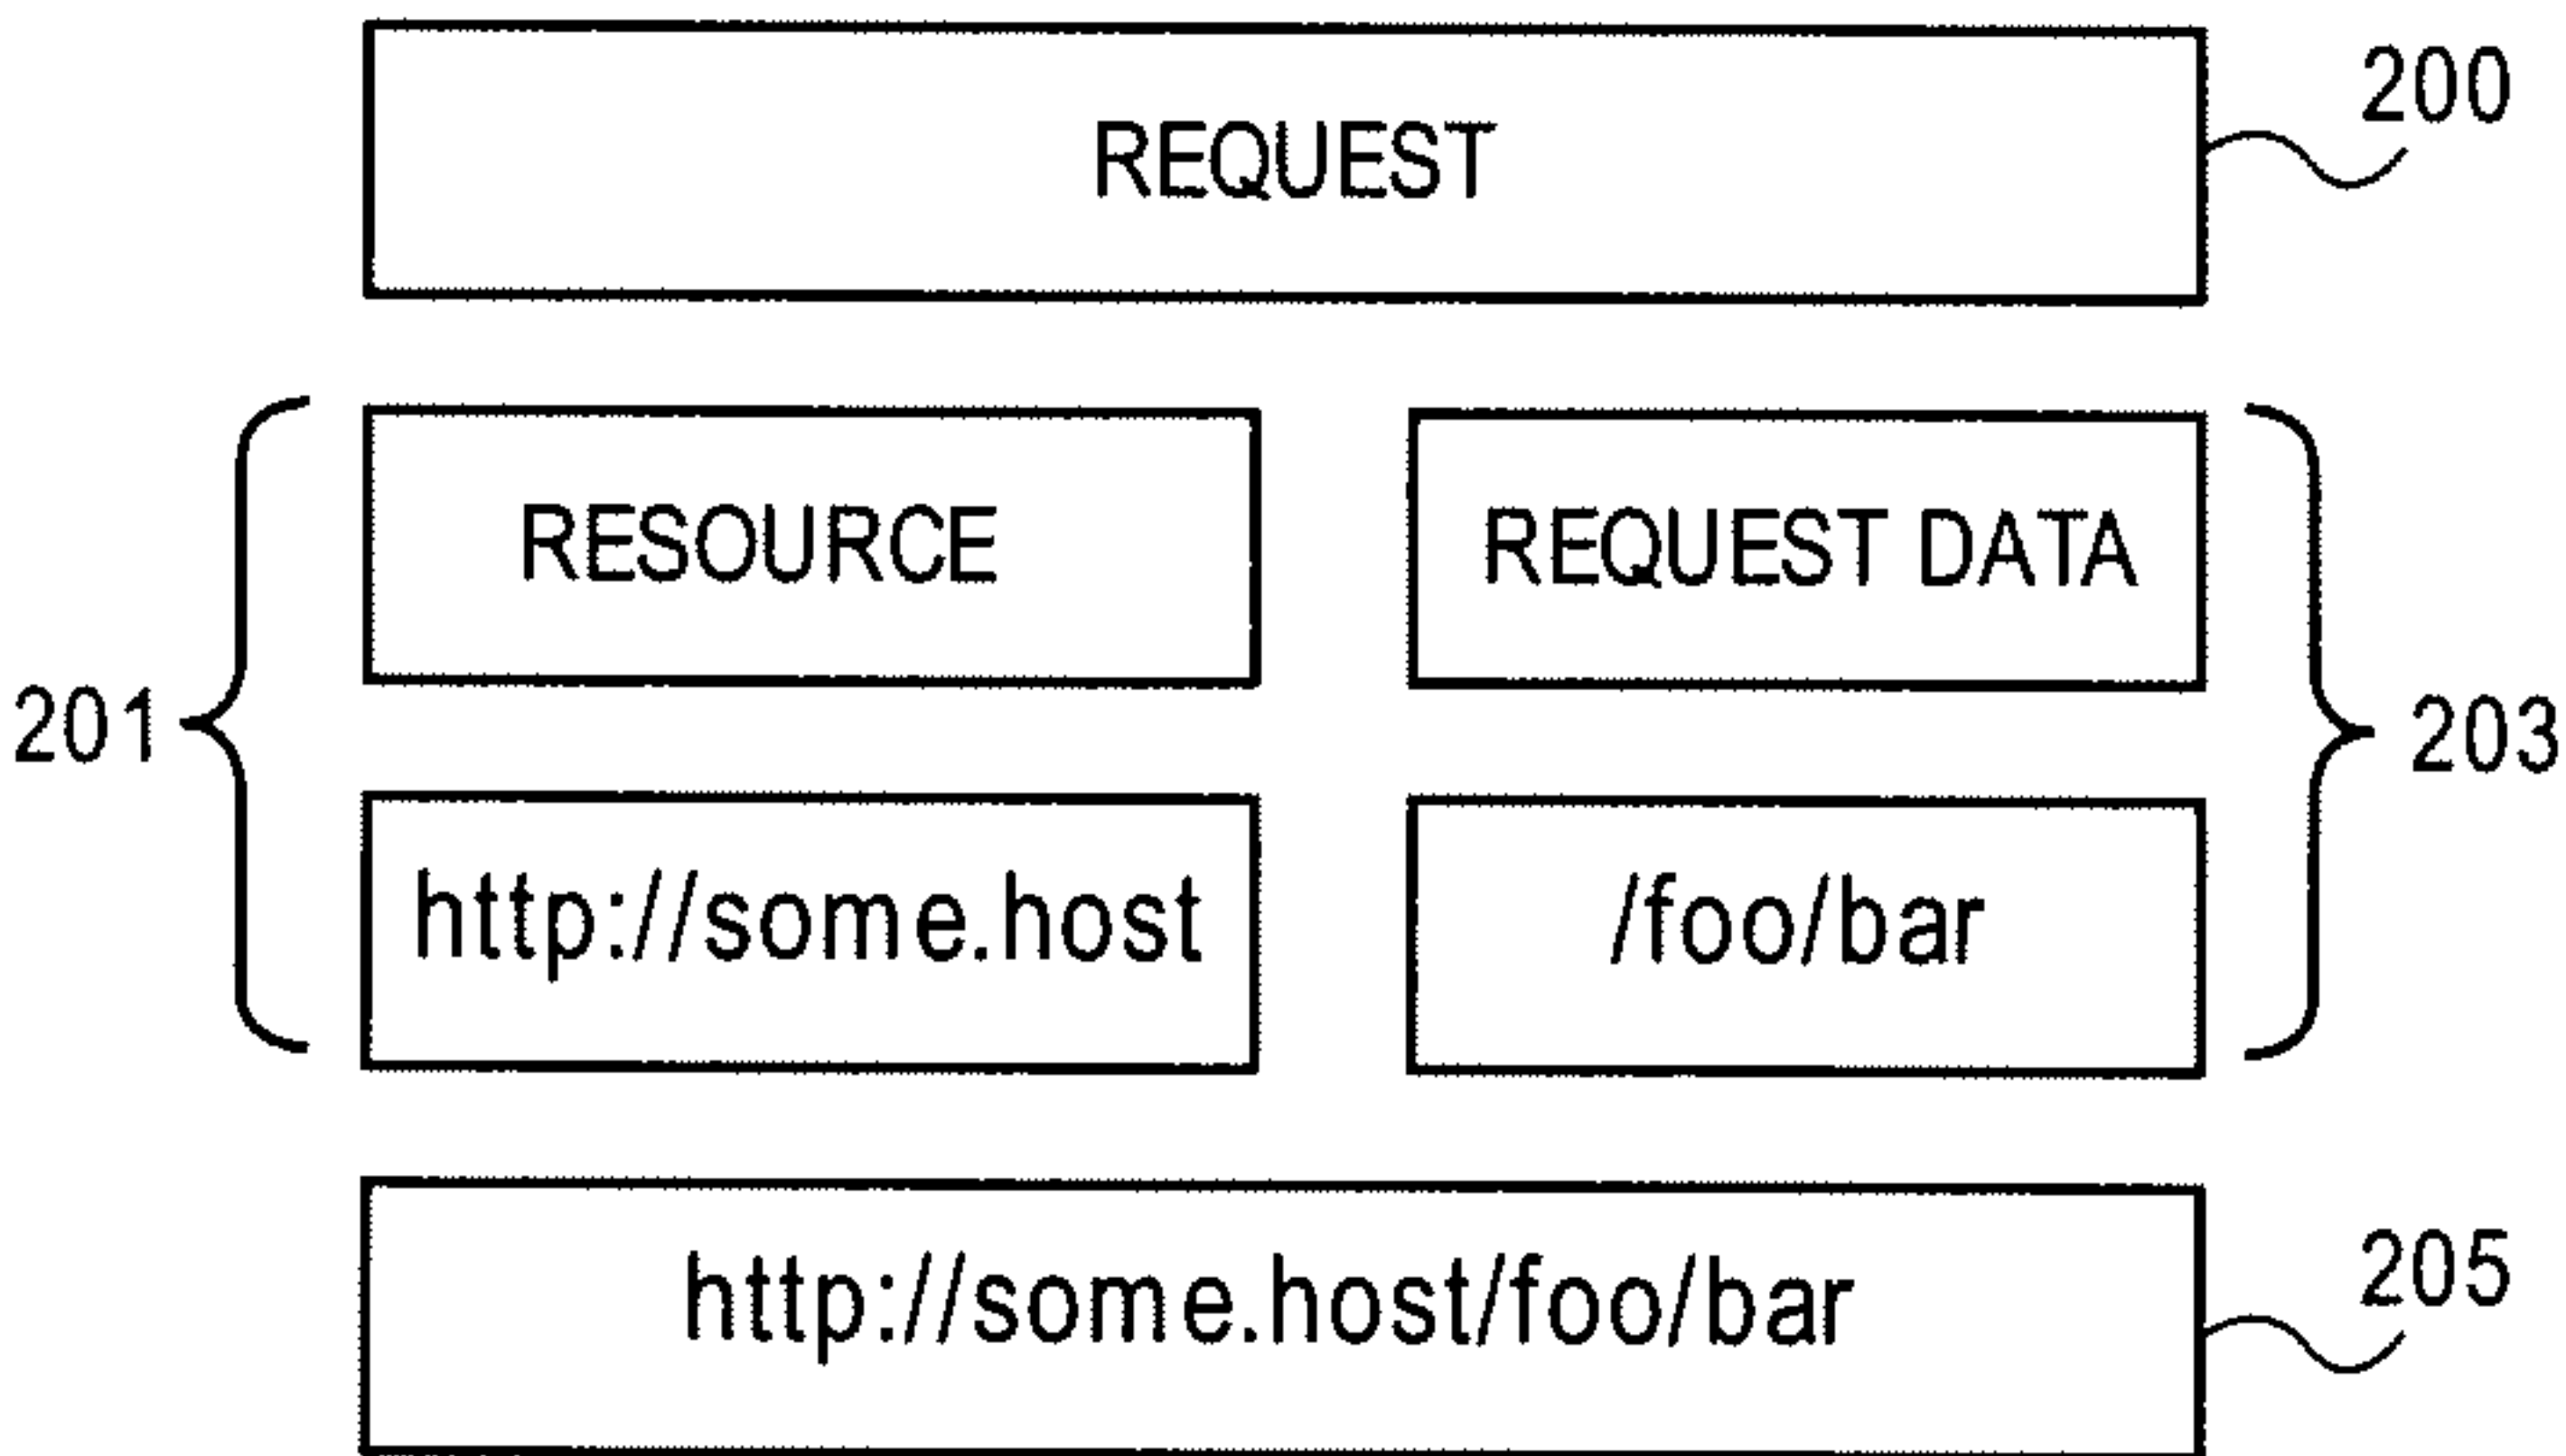 REQUEST
200
RESOURCE
REQUEST DATA
201
203
http://some.host
/foo/bar
http://some.host/foo/bar
205